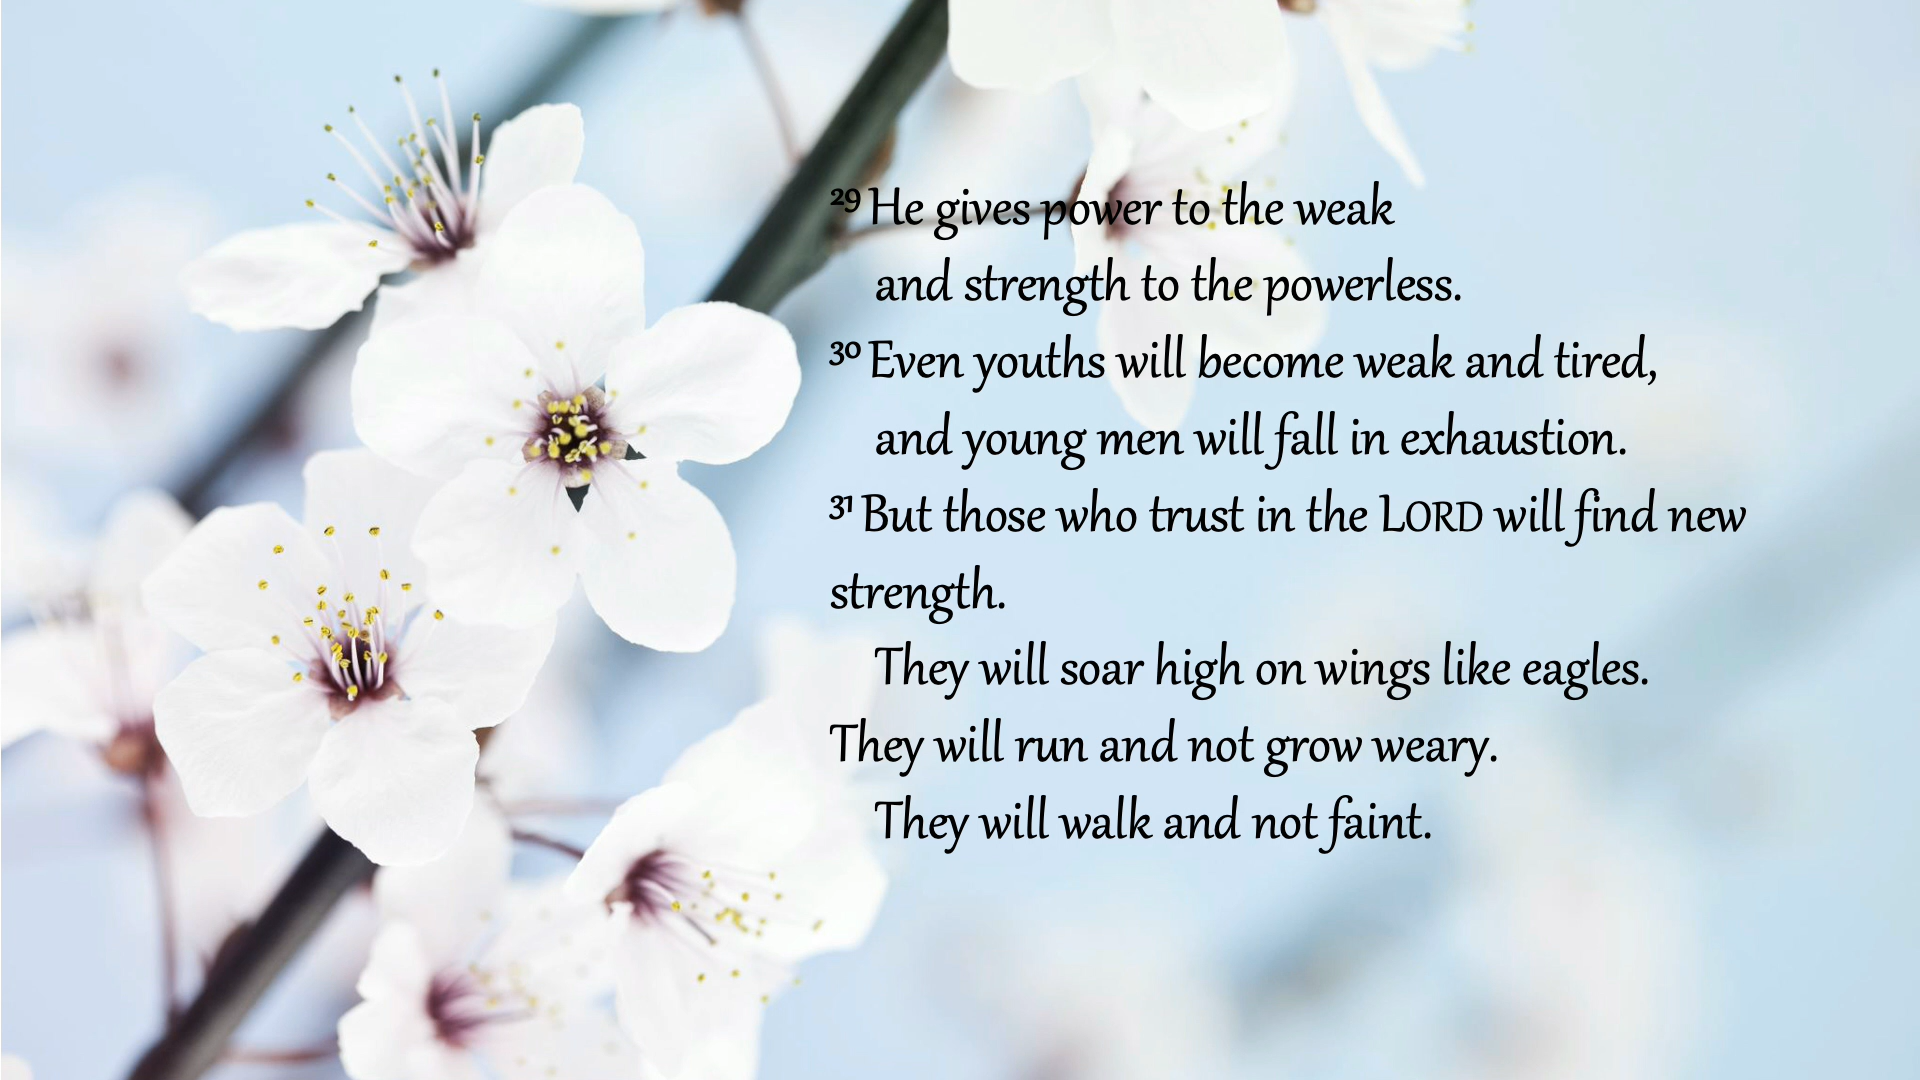 ²⁹ He gives power to the weak
and strength to the powerless.
³⁰ Even youths will become weak and tired,
and young men will fall in exhaustion.
³¹ But those who trust in the LORD will find new
strength.
They will soar high on wings like eagles.
They will run and not grow weary.
They will walk and not faint.